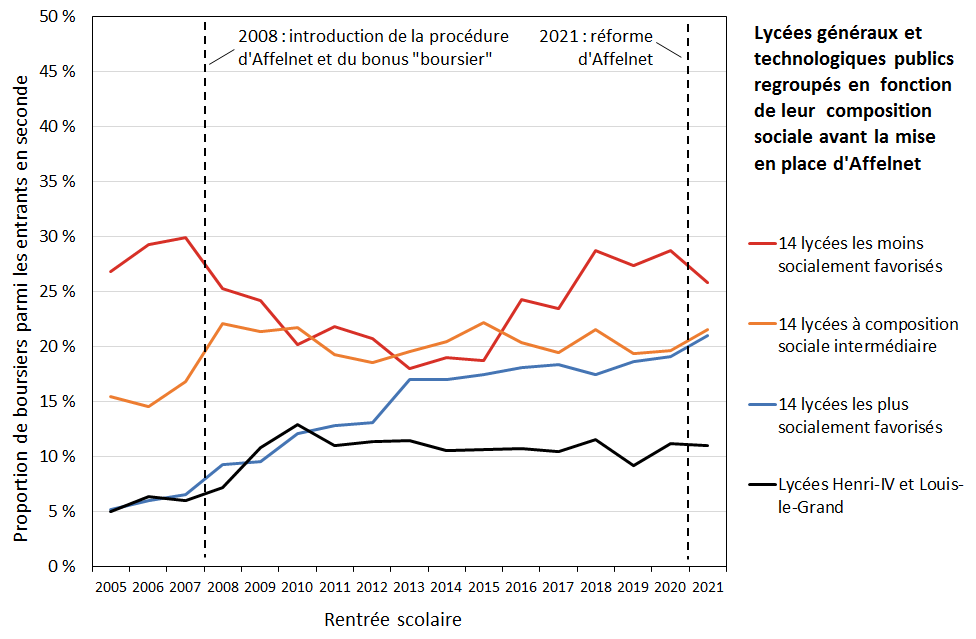 50 %
45 %
40 %
35 %
30 %
25 %
20 %
15 %
10 %
5 %
0 %
Proportion de boursiers parmi les entrants en seconde
2008 : introduction de la procédure
d'Affelnet et du bonus "boursier"
2021 : réforme
d'Affelnet
2005 2006 2007 2008 2009 2010 2011 2012 2013 2014 2015 2016 2017 2018 2019 2020 2021
Rentrée scolaire
Lycées généraux et
technologiques publics
regroupés en fonction
de leur composition
sociale avant la mise
en place d'Affelnet
14 lycées les moins
socialement favorisés
14 lycées à composition
sociale intermédiaire
14 lycées les plus
socialement favorisés
Lycées Henri-IV et Louis-
le-Grand